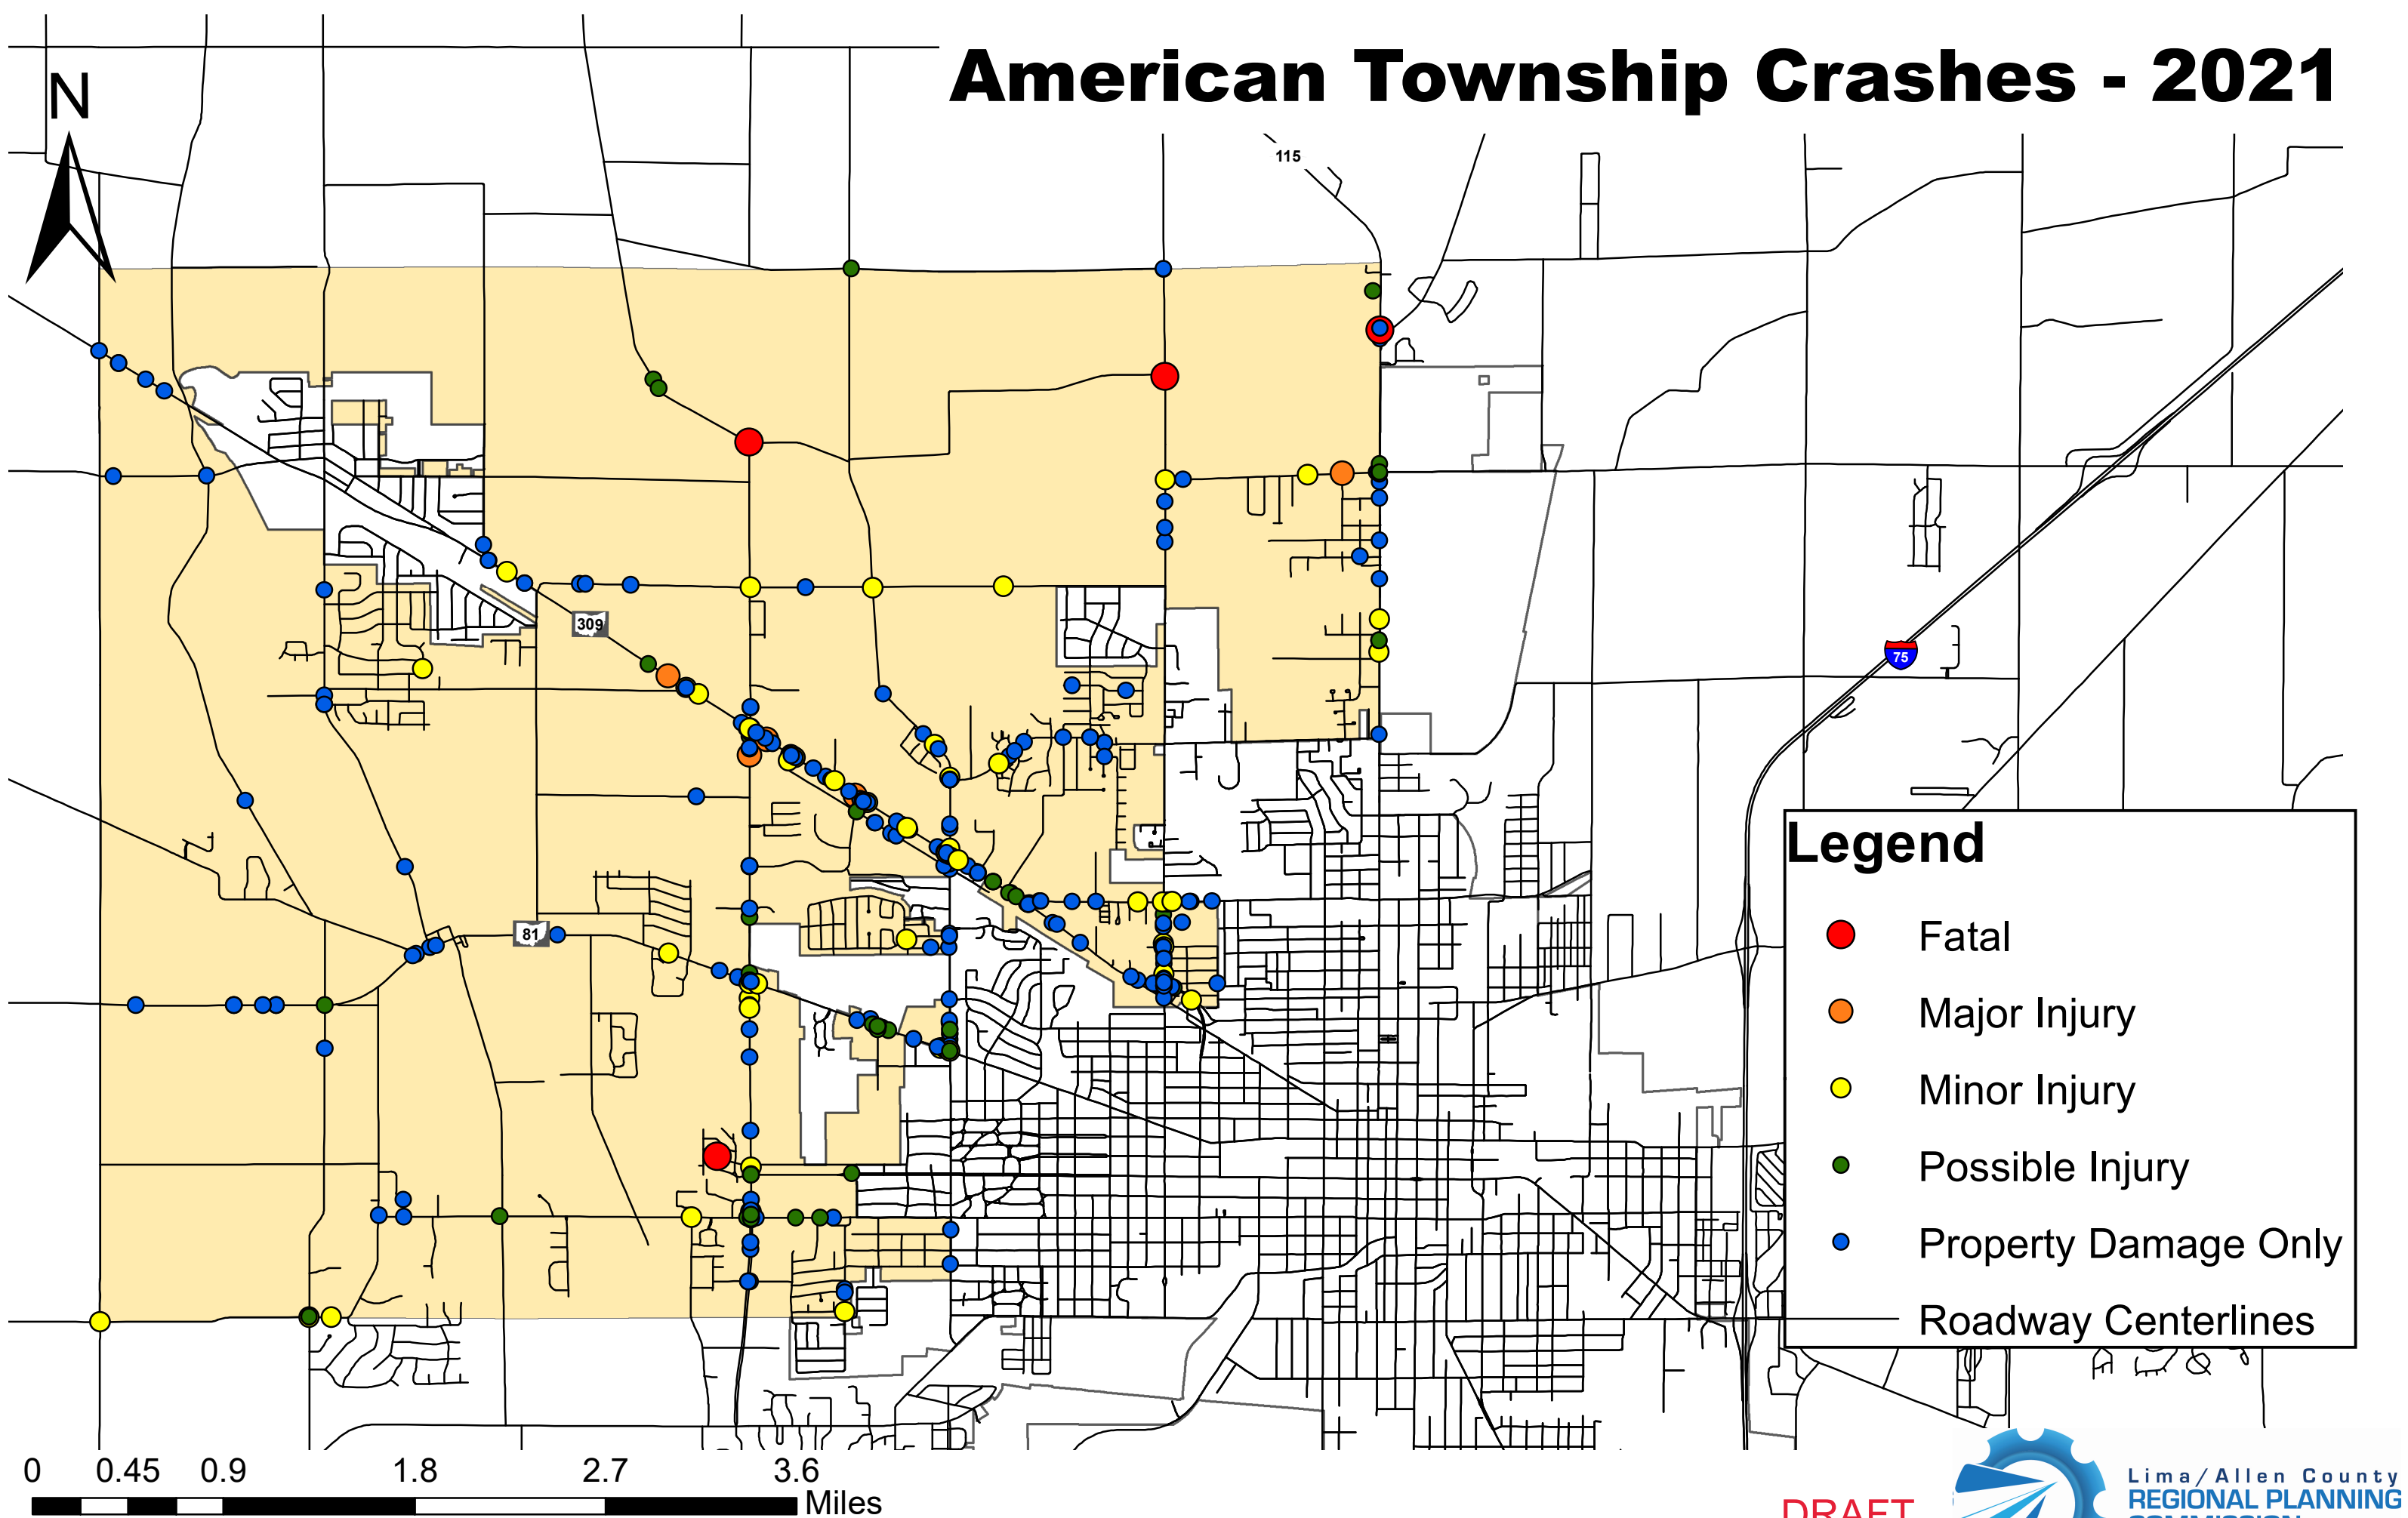 American Township Crashes - 2021
N
115
309
75
81
Legend
Fatal
Major Injury
Minor Injury
Possible Injury
Property Damage Only
Roadway Centerlines
0 0.45 0.9 1.8 2.7 3.6
Miles
Lima/Allen County
REGIONAL PLANNING
COMMISSION
DRAFT